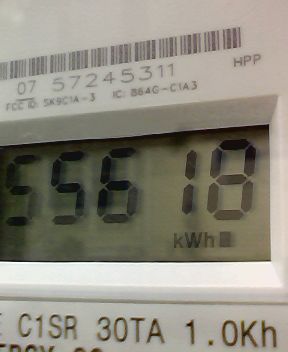 HPP
07 57245311
FCC ID: SK9C1A-3 IC: 864G-C1A3
55618
kWh
C1SR 30TA 1.0Kh